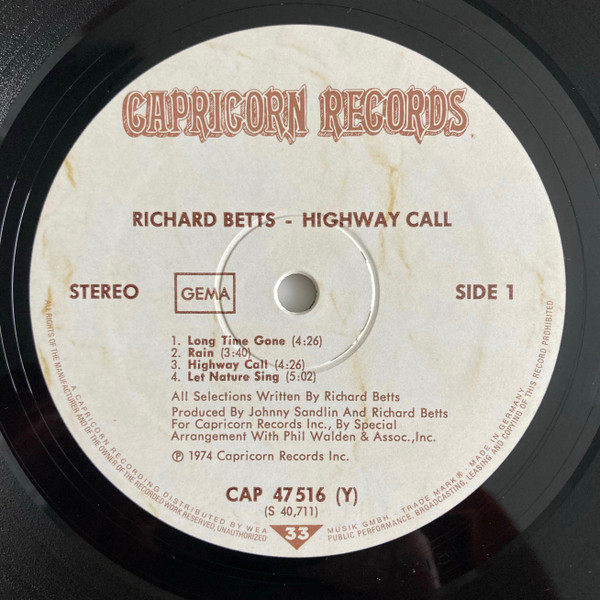 CAPRICORN RECORDS
RICHARD BETTS - HIGHWAY CALL
STEREO
GEMA
SIDE 1
1. Long Time Gone (4:26)
2. Rain (3:40)
3. Highway Call (4:26)
4. Let Nature Sing (5:02)
All Selections Written By Richard Betts
Produced By Johnny Sandlin And Richard Betts
For Capricorn Records Inc., By Special
Arrangement With Phil Walden & Assoc., Inc.
Ⓟ 1974 Capricorn Records Inc.
CAP 47516 (Y)
(S 40,711)
33
A CAPRICORN RECORDING DISTRIBUTED BY WEA MUSIK GMBH. - TRADE MARK® - MADE IN GERMANY
ALL RIGHTS OF THE MANUFACTURER AND OF THE OWNER OF THE RECORDED WORK RESERVED, UNAUTHORIZED PUBLIC PERFORMANCE, BROADCASTING, LEASING AND COPYING OF THIS RECORD PROHIBITED